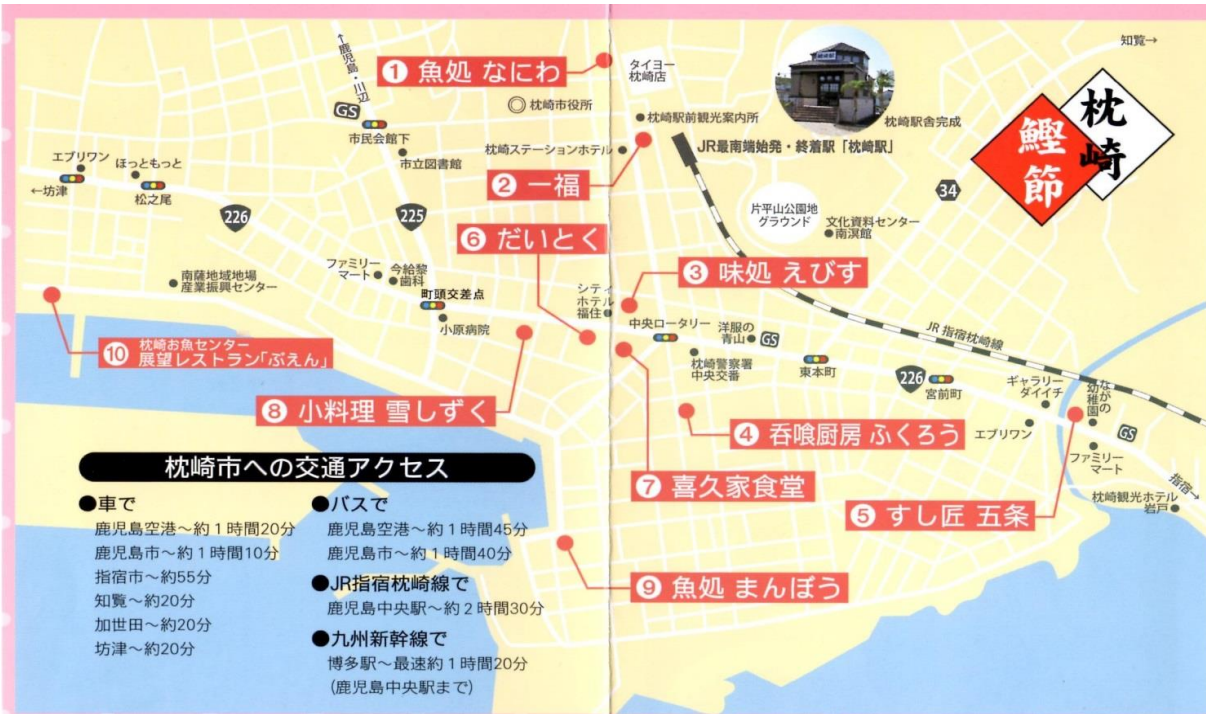 知覧→
↑鹿児島・川辺
① 魚処 なにわ
タイヨー
枕崎店
枕崎
鰹節
GS
◎枕崎市役所
●枕崎駅前観光案内所
枕崎駅舎完成
市民会館下
市立図書館
枕崎ステーションホテル●
JR最南端始発・終着駅「枕崎駅」
エブリワン
ほっともっと
←坊津
松之尾
② 一福
34
226
225
片平山公園地
グラウンド
文化資料センター
●南溟館
⑥ だいとく
ファミリー
マート●
今給黎
●歯科
③ 味処 えびす
●南薩地域地場
産業振興センター
町頭交差点
シティ
ホテル
福住●
小原病院
中央ロータリー
洋服の
青山●
GS
JR 指宿枕崎線
⑩ 枕崎お魚センター
展望レストラン「ぶえん」
枕崎警察署
中央交番
東本町
226
宮前町
ギャラリー
ダイイチ
ながの
幼稚園
⑧ 小料理 雪しずく
④ 呑喰厨房 ふくろう
エブリワン
GS
ファミリー
マート
⑦ 喜久家食堂
指宿→
枕崎観光ホテル
岩戸●
⑤ すし匠 五条
⑨ 魚処 まんぼう
枕崎市への交通アクセス
●車で
鹿児島空港～約1時間20分
鹿児島市～約1時間10分
指宿市～約55分
知覧～約20分
加世田～約20分
坊津～約20分
●バスで
鹿児島空港～約1時間45分
鹿児島市～約1時間40分
●JR指宿枕崎線で
鹿児島中央駅～約2時間30分
●九州新幹線で
博多駅～最速約1時間20分
(鹿児島中央駅まで)